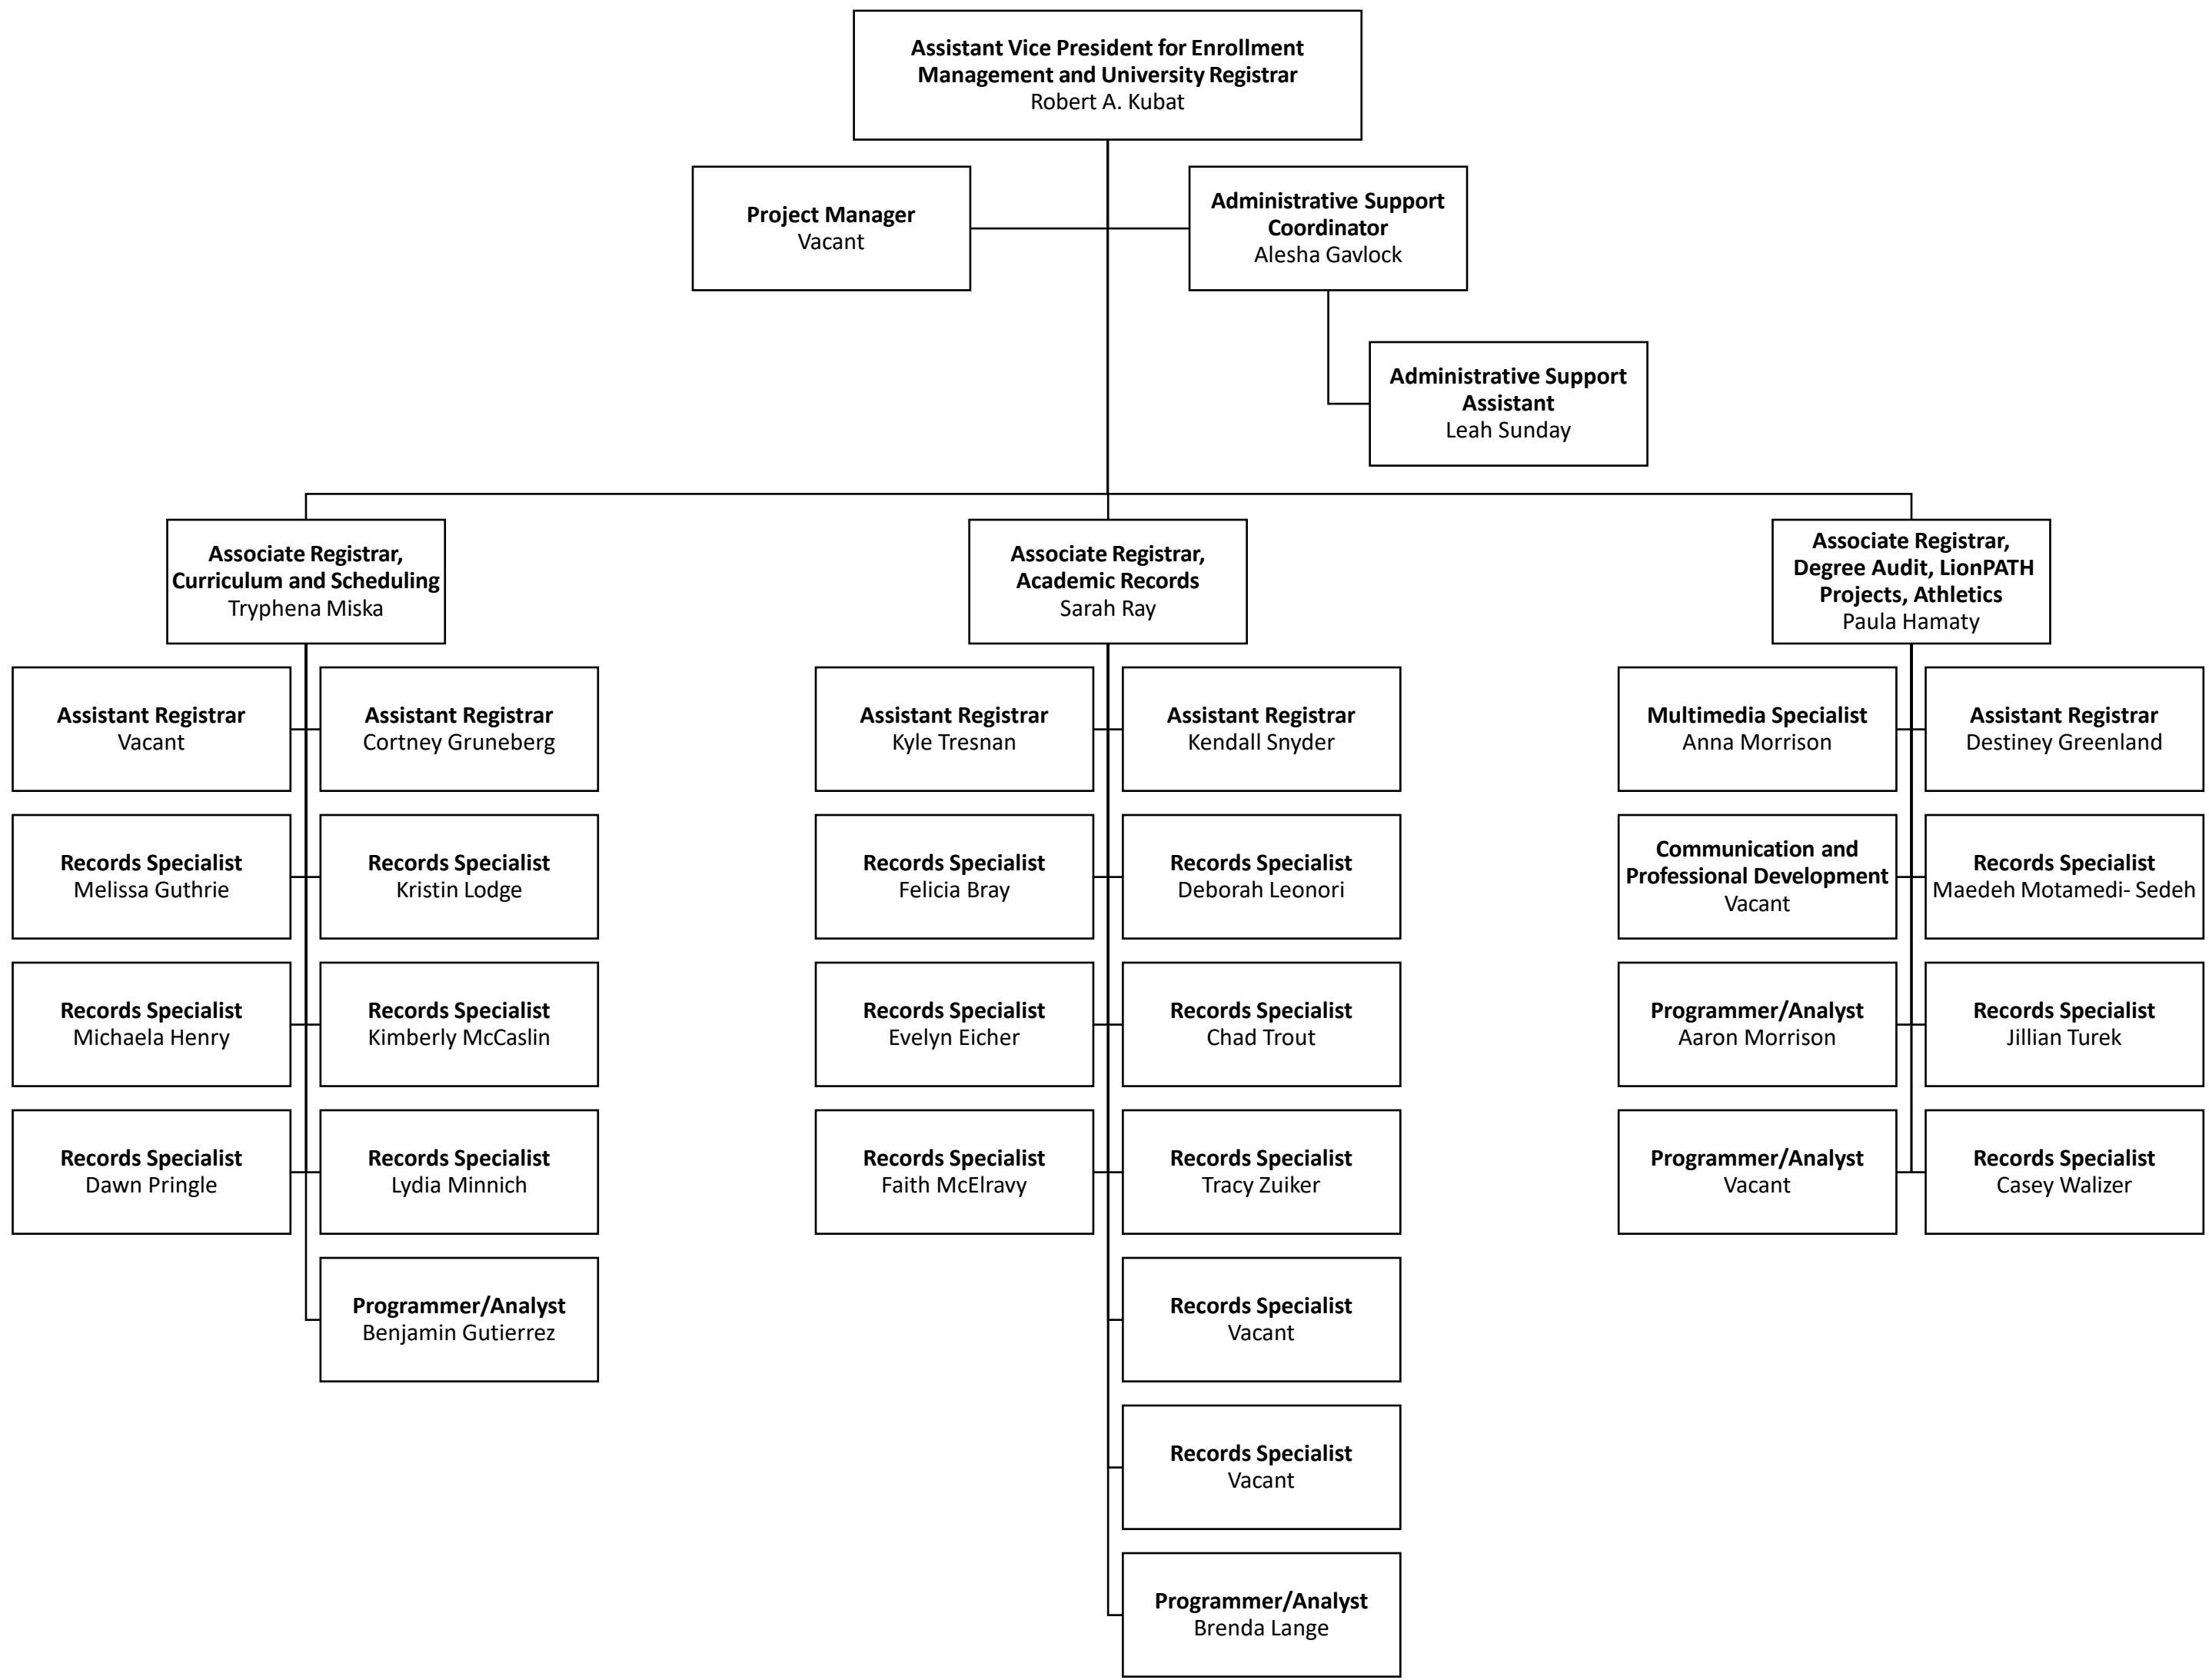 Assistant Vice President for Enrollment
Management and University Registrar
Robert A. Kubat
Project Manager
Vacant
Administrative Support
Coordinator
Alesha Gavlock
Administrative Support
Assistant
Leah Sunday
Associate Registrar,
Curriculum and Scheduling
Tryphena Miska
Associate Registrar,
Academic Records
Sarah Ray
Associate Registrar,
Degree Audit, LionPATH
Projects, Athletics
Paula Hamaty
Assistant Registrar
Vacant
Assistant Registrar
Cortney Gruneberg
Records Specialist
Melissa Guthrie
Records Specialist
Kristin Lodge
Records Specialist
Michaela Henry
Records Specialist
Kimberly McCaslin
Records Specialist
Dawn Pringle
Records Specialist
Lydia Minnich
Programmer/Analyst
Benjamin Gutierrez
Assistant Registrar
Kyle Tresnan
Assistant Registrar
Kendall Snyder
Records Specialist
Felicia Bray
Records Specialist
Deborah Leonori
Records Specialist
Evelyn Eicher
Records Specialist
Chad Trout
Records Specialist
Faith McElravy
Records Specialist
Tracy Zuiker
Records Specialist
Vacant
Records Specialist
Vacant
Programmer/Analyst
Brenda Lange
Multimedia Specialist
Anna Morrison
Assistant Registrar
Destiney Greenland
Communication and
Professional Development
Vacant
Records Specialist
Maedeh Motamedi- Sedeh
Programmer/Analyst
Aaron Morrison
Records Specialist
Jillian Turek
Programmer/Analyst
Vacant
Records Specialist
Casey Walizer